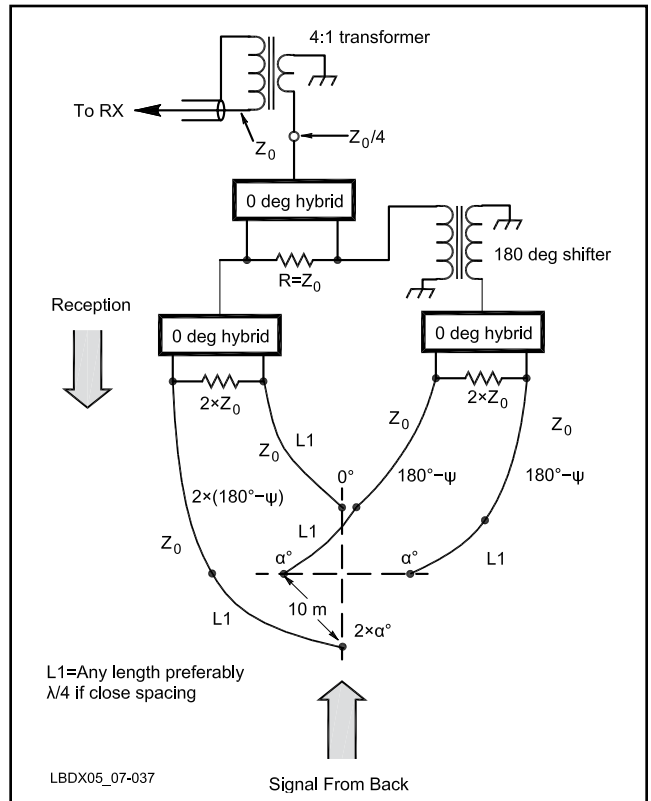 4:1 transformer
To RX
Z₀
Z₀/4
0 deg hybrid
R=Z₀
180 deg shifter
Reception
0 deg hybrid
0 deg hybrid
2×Z₀
2×Z₀
L1
Z₀
Z₀
Z₀
0°
180°−ψ
180°−ψ
2×(180°−ψ)
L1
Z₀
α°
α°
L1
10 m
L1
2×α°
L1=Any length preferably
λ/4 if close spacing
LBDX05_07-037
Signal From Back